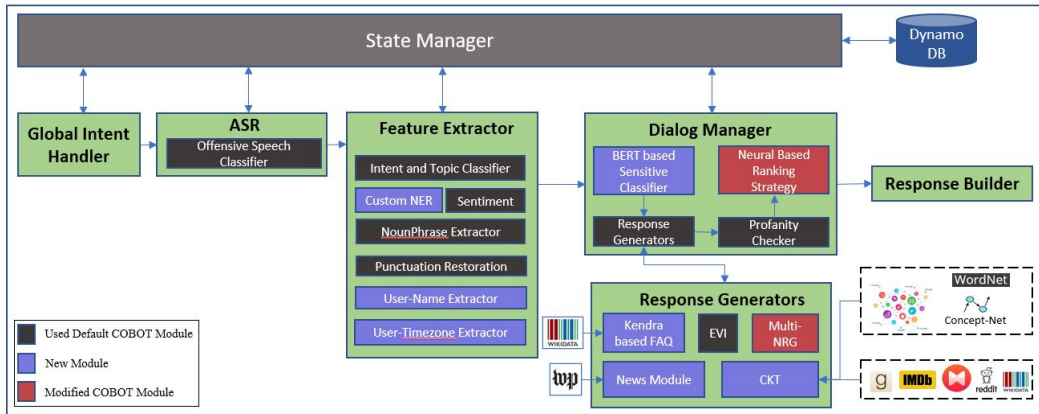 State Manager
Dynamo
DB
Global Intent
Handler
ASR
Offensive Speech
Classifier
Feature Extractor
Intent and Topic Classifier
Custom NER
Sentiment
NounPhrase Extractor
Punctuation Restoration
User-Name Extractor
User-Timezone Extractor
Dialog Manager
BERT based
Sensitive
Classifier
Neural Based
Ranking
Strategy
Response
Generators
Profanity
Checker
Response Builder
Response Generators
Kendra
based FAQ
EVI
Multi-
NRG
News Module
CKT
WIKIDATA
wp
WordNet
Concept-Net
g
IMDb
reddit
WIKIDATA
Used Default COBOT Module
New Module
Modified COBOT Module